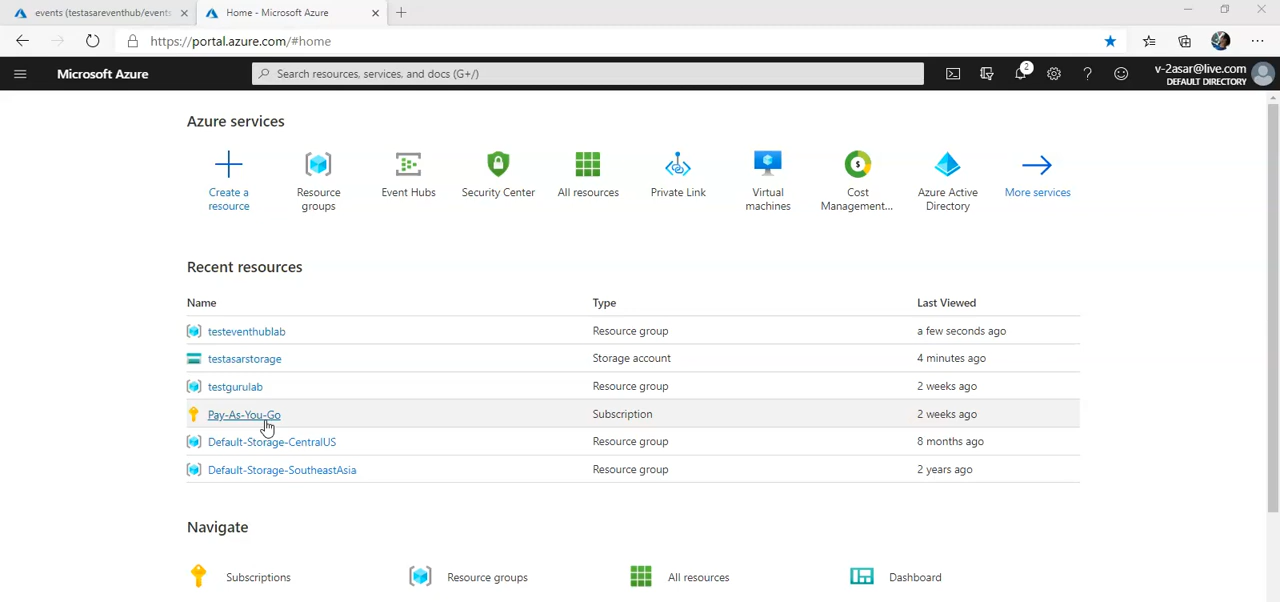 events (testasareventhub/events
Home - Microsoft Azure
https://portal.azure.com/#home
Microsoft Azure
Search resources, services, and docs (G+/)
2
v-2asar@live.com
DEFAULT DIRECTORY
Azure services
Create a
resource
Resource
groups
Event Hubs
Security Center
All resources
Private Link
Virtual
machines
Cost
Management...
Azure Active
Directory
More services
Recent resources
Name Type Last Viewed
testeventhublab Resource group a few seconds ago
testasarstorage Storage account 4 minutes ago
testgurulab Resource group 2 weeks ago
Pay-As-You-Go Subscription 2 weeks ago
Default-Storage-CentralUS Resource group 8 months ago
Default-Storage-SoutheastAsia Resource group 2 years ago
Navigate
Subscriptions Resource groups All resources Dashboard